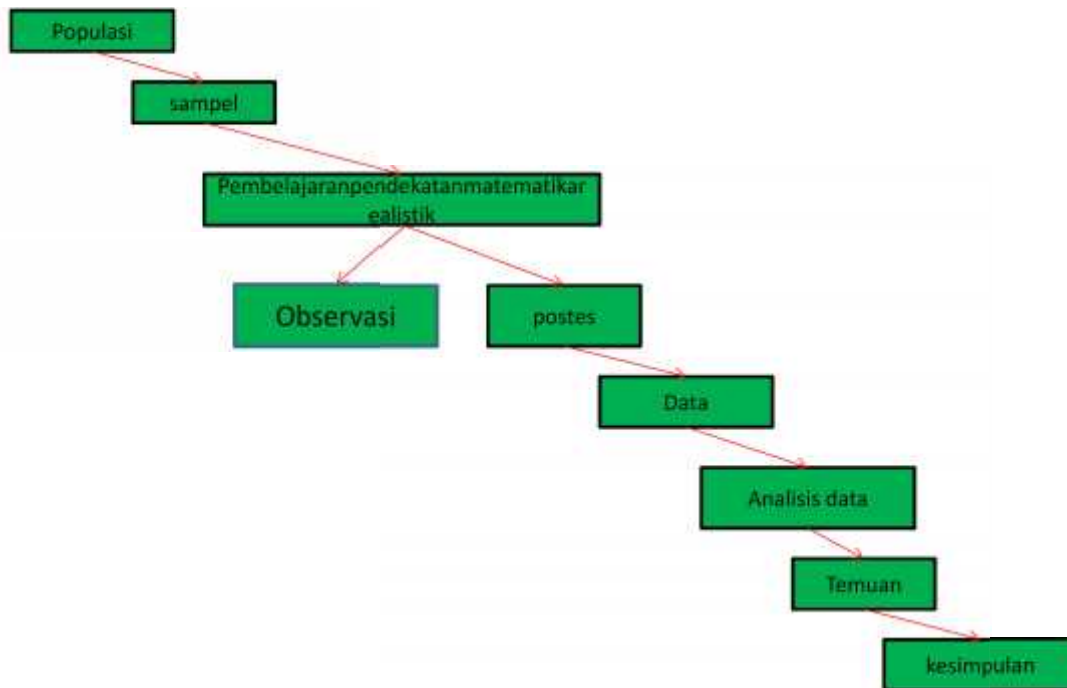 Populasi
sampel
Pembelajaranpendekatanmatematikar
ealistik
Observasi
postes
Data
Analisis data
Temuan
kesimpulan